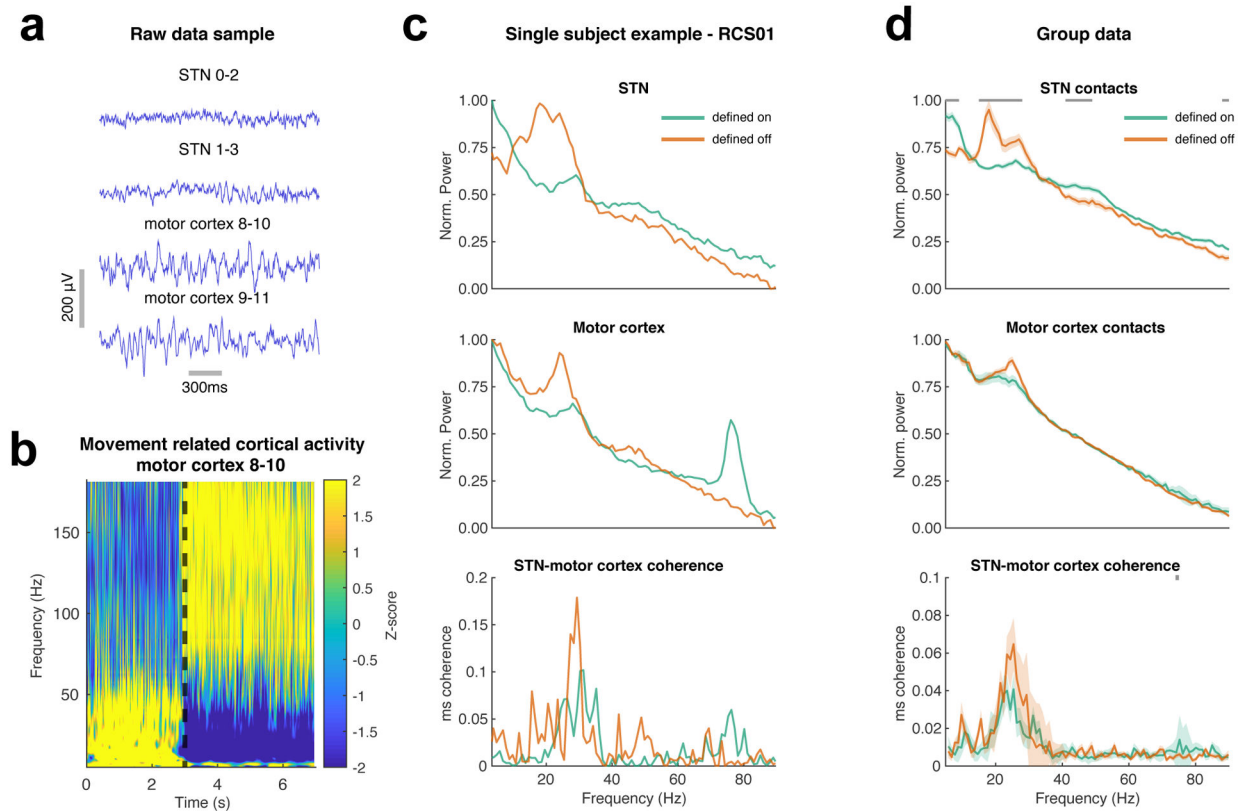 a
Raw data sample
STN 0-2
STN 1-3
motor cortex 8-10
motor cortex 9-11
200 µV
300ms
b
Movement related cortical activity
motor cortex 8-10
Frequency (Hz)
150
100
50
0
2
4
6
Time (s)
2
1.5
1
0.5
0
-0.5
-1
-1.5
-2
Z-score
c
Single subject example - RCS01
STN
defined on
defined off
Norm. Power
1.00
0.75
0.50
0.25
0.00
Motor cortex
Norm. Power
1.00
0.75
0.50
0.25
0.00
STN-motor cortex coherence
ms coherence
0.2
0.15
0.1
0.05
0
20
40
60
80
Frequency (Hz)
d
Group data
STN contacts
defined on
defined off
Norm. power
1.00
0.75
0.50
0.25
0.00
Motor cortex contacts
Norm. power
1.00
0.75
0.50
0.25
0.00
STN-motor cortex coherence
ms coherence
0.1
0.08
0.06
0.04
0.02
0
20
40
60
80
Frequency (Hz)